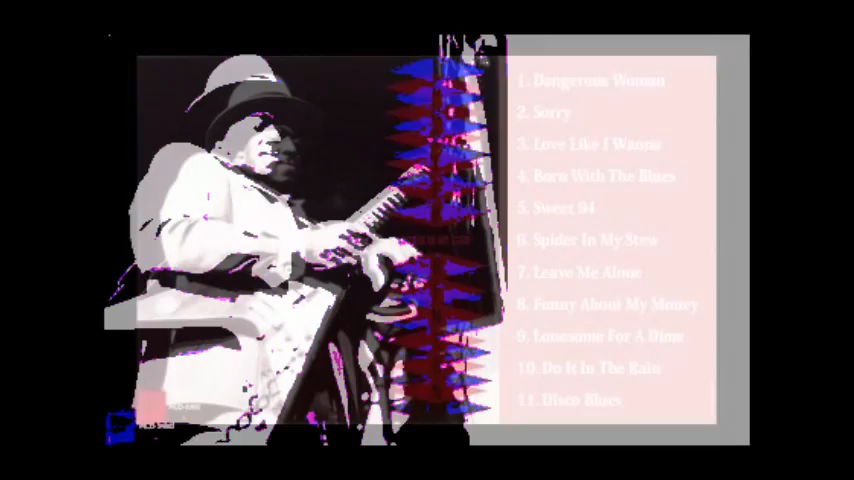 1. Dangerous Woman
2. Sorry
3. Love Like I Wanna
4. Born With The Blues
5. Sweet 94
6. Spider In My Stew
7. Leave Me Alone
8. Funny About My Money
9. Lonesome For A Dime
10. Do It In The Rain
11. Disco Blues